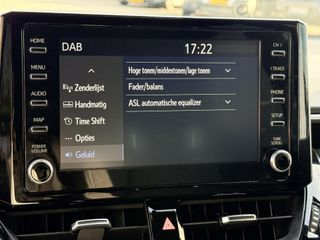 DAB
17:22
HOME
MENU
AUDIO
MAP
POWER
VOLUME
Zenderlijst
Handmatig
Time Shift
Opties
Geluid
Hoge tonen/middentonen/lage tonen
Fader/balans
ASL automatische equalizer
CH >
< TRACK
PHONE
SETUP
TUNE
SCROLL